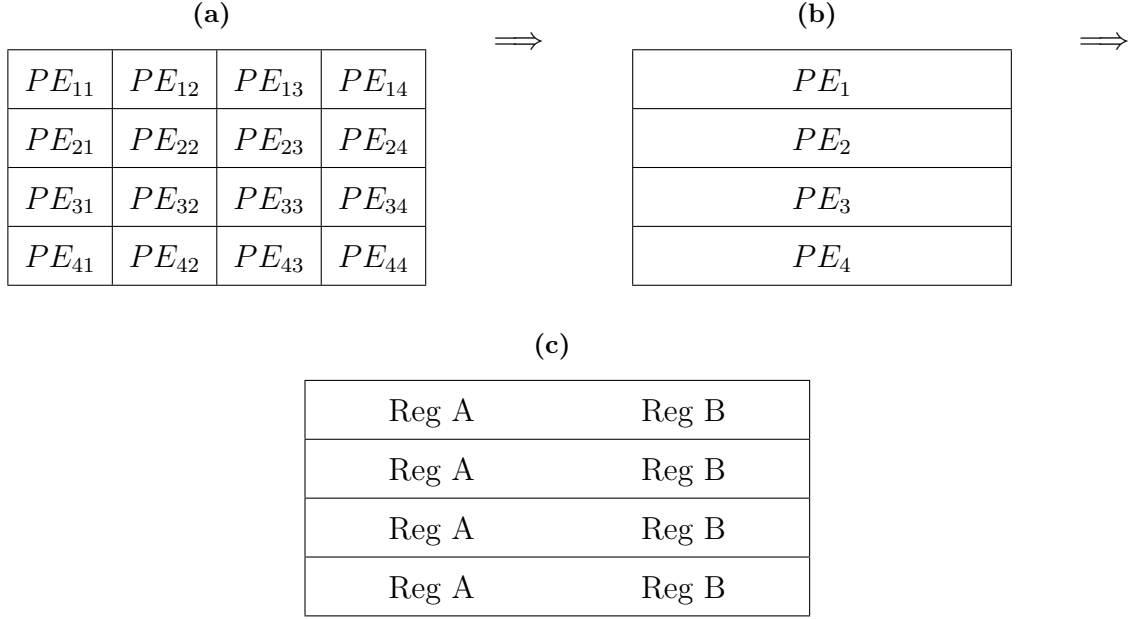 (a) ⟹ (b) ⟹
PE₁₁ PE₁₂ PE₁₃ PE₁₄
PE₂₁ PE₂₂ PE₂₃ PE₂₄
PE₃₁ PE₃₂ PE₃₃ PE₃₄
PE₄₁ PE₄₂ PE₄₃ PE₄₄
PE₁
PE₂
PE₃
PE₄
(c)
Reg A Reg B
Reg A Reg B
Reg A Reg B
Reg A Reg B